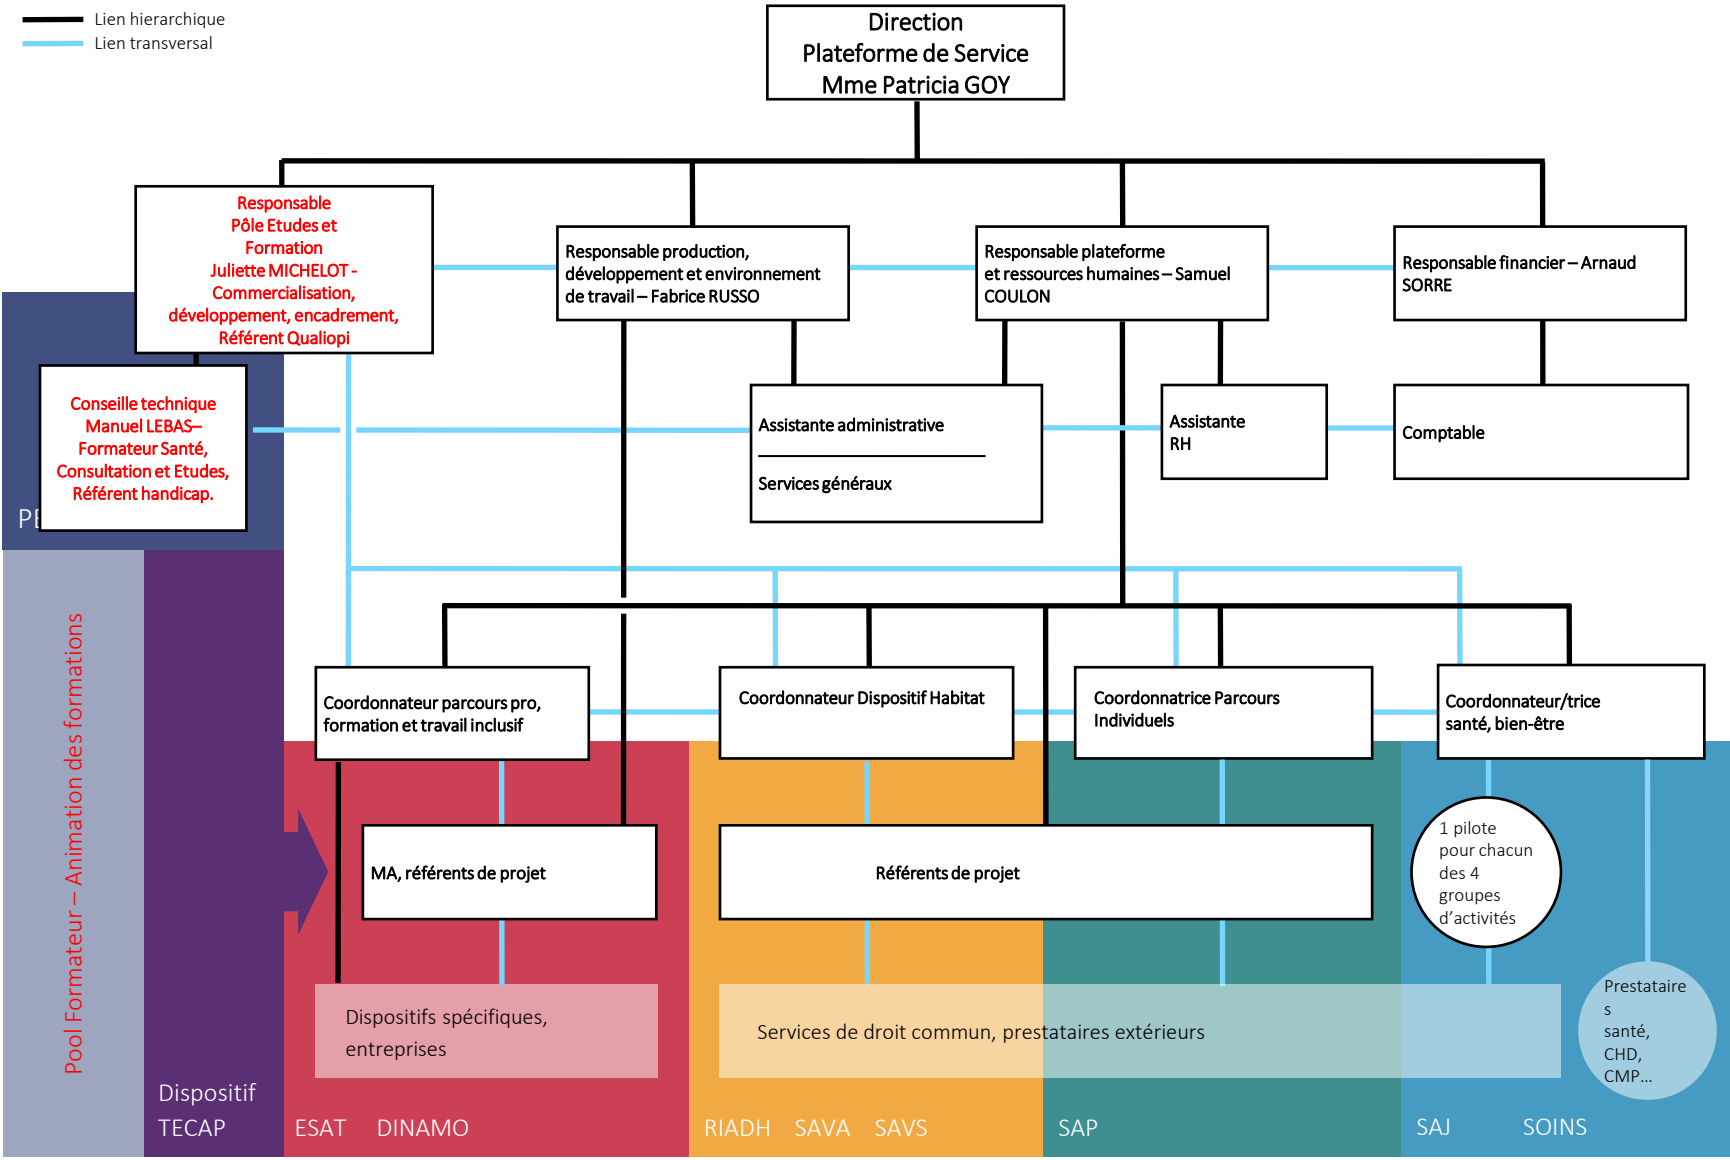 Lien hierarchique
Lien transversal
Direction
Plateforme de Service
Mme Patricia GOY
Responsable
Pôle Etudes et
Formation
Juliette MICHELOT -
Commercialisation,
développement, encadrement,
Référent Qualiopi
Responsable production,
développement et environnement
de travail – Fabrice RUSSO
Responsable plateforme
et ressources humaines – Samuel
COULON
Responsable financier – Arnaud
SORRE
Conseille technique
Manuel LEBAS–
Formateur Santé,
Consultation et Etudes,
Référent handicap.
Assistante administrative
Services généraux
Assistante
RH
Comptable
Pool Formateur – Animation des formations
Coordonnateur parcours pro,
formation et travail inclusif
Coordonnateur Dispositif Habitat
Coordonnatrice Parcours
Individuels
Coordonnateur/trice
santé, bien-être
MA, référents de projet
Référents de projet
1 pilote
pour chacun
des 4
groupes
d’activités
Dispositifs spécifiques,
entreprises
Services de droit commun, prestataires extérieurs
Prestataire
s
santé,
CHD,
CMP…
Dispositif
TECAP
ESAT DINAMO
RIADH SAVA SAVS
SAP
SAJ SOINS